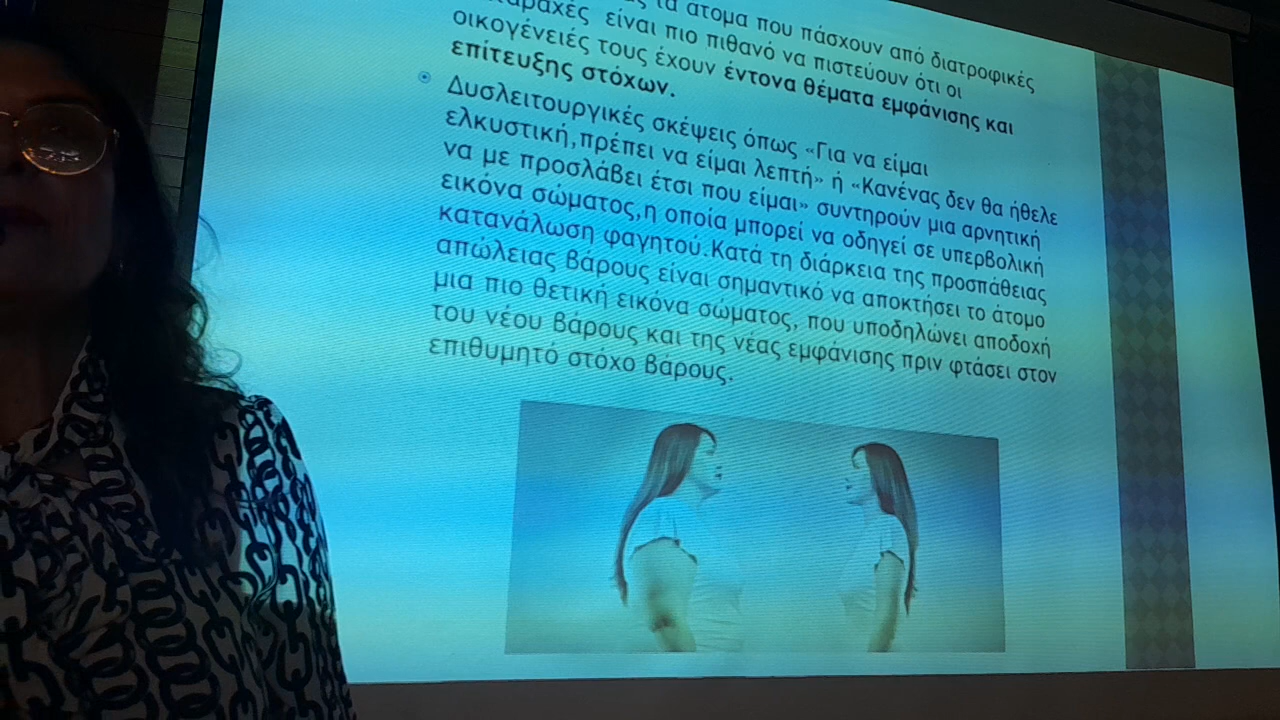 τα άτομα που πάσχουν από διατροφικές
είναι πιο πιθανό να πιστεύουν ότι οι
οικογένειές τους έχουν έντονα θέματα εμφάνισης και
επίτευξης στόχων.
Δυσλειτουργικές σκέψεις όπως «Για να είμαι
ελκυστική,πρέπει να είμαι λεπτή» ή «Κανένας δεν θα ήθελε
να με προσλάβει έτσι που είμαι» συντηρούν μια αρνητική
εικόνα σώματος,η οποία μπορεί να οδηγεί σε υπερβολική
κατανάλωση φαγητού.Κατά τη διάρκεια της προσπάθειας
απώλειας βάρους είναι σημαντικό να αποκτήσει το άτομο
μια πιο θετική εικόνα σώματος, που υποδηλώνει αποδοχή
του νέου βάρους και της νέας εμφάνισης πριν φτάσει στον
επιθυμητό στόχο βάρους.